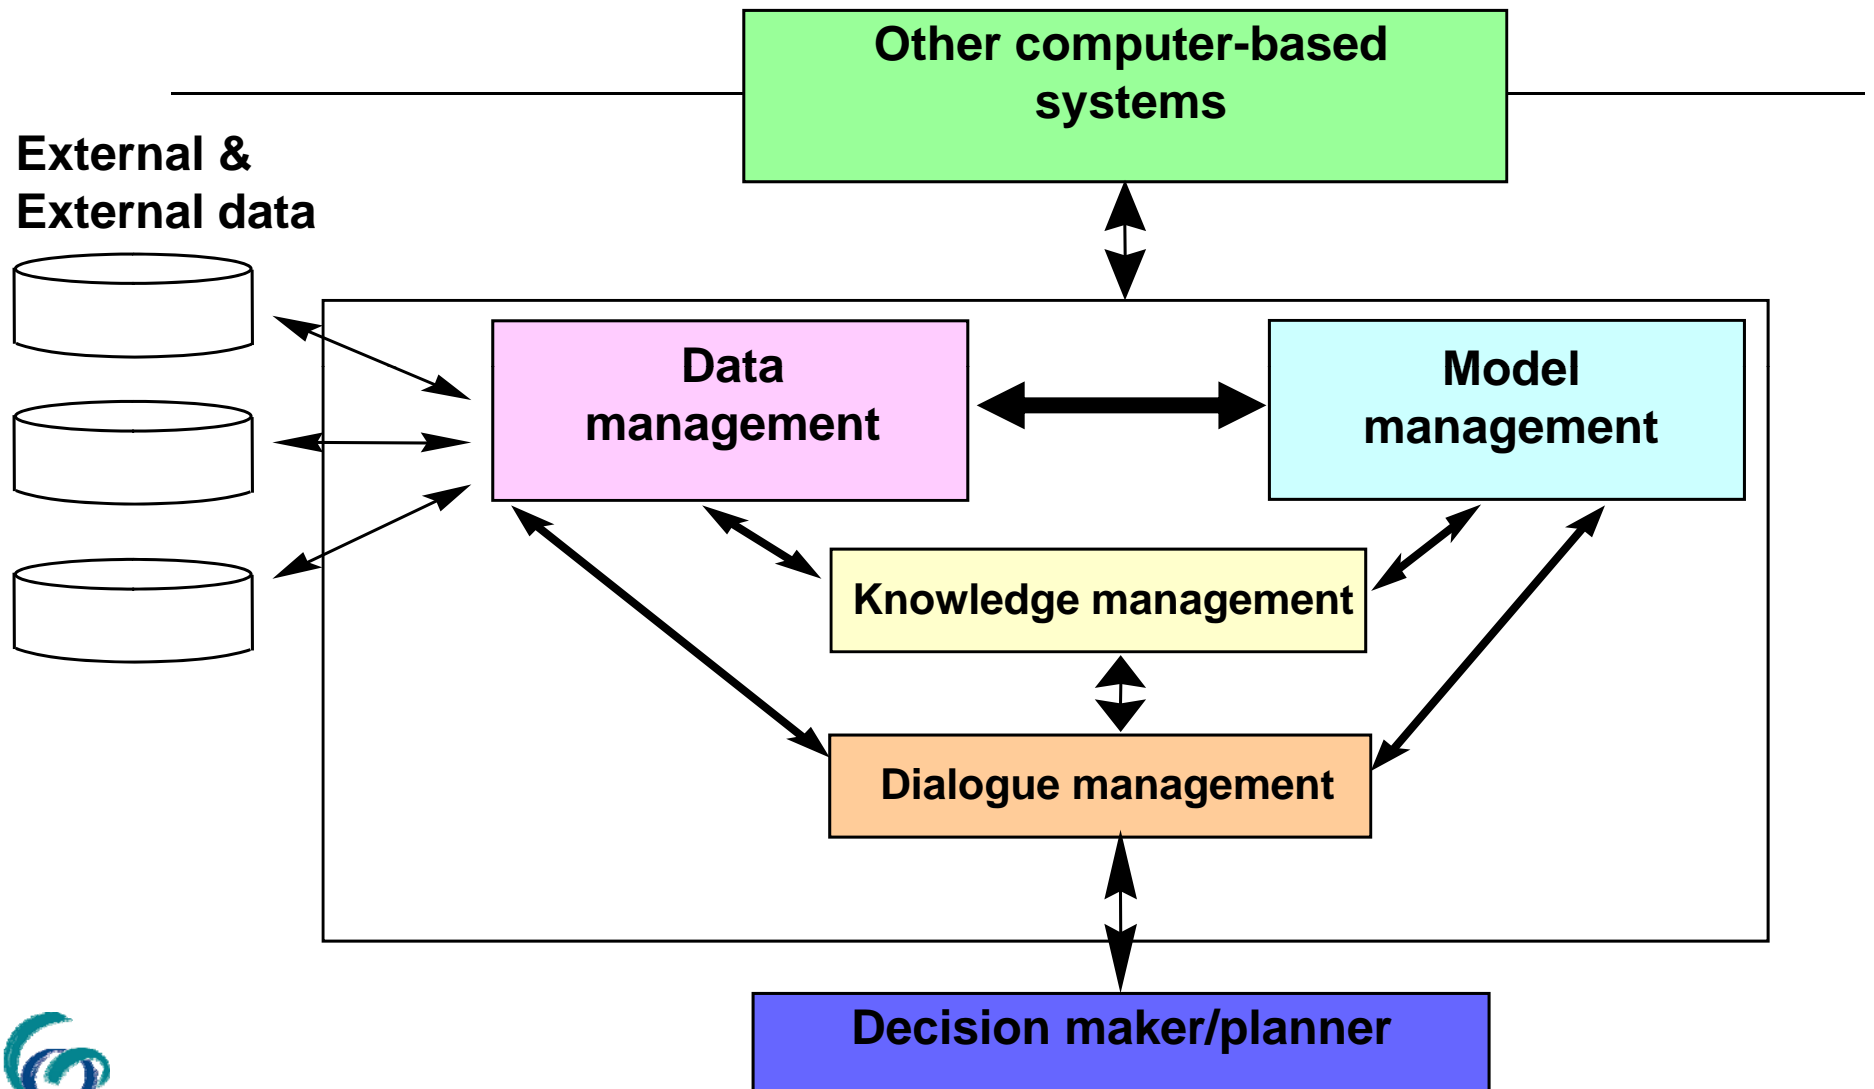 Other computer-based
systems
External &
External data
Data
management
Model
management
Knowledge management
Dialogue management
Decision maker/planner